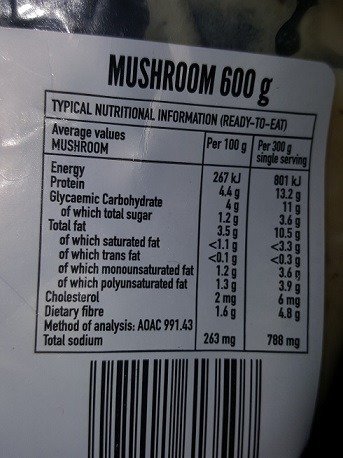 MUSHROOM 600 g
TYPICAL NUTRITIONAL INFORMATION (READY-TO-EAT)
Average values Per 100 g Per 300 g
MUSHROOM single serving
Energy 267 kJ 801 kJ
Protein 4.4 g 13.2 g
Glycaemic Carbohydrate 4 g 11 g
of which total sugar 1.2 g 3.6 g
Total fat 3.5 g 10.5 g
of which saturated fat <1.1 g <3.3 g
of which trans fat <0.1 g <0.3 g
of which monounsaturated fat 1.2 g 3.6 g
of which polyunsaturated fat 1.3 g 3.9 g
Cholesterol 2 mg 6 mg
Dietary fibre 1.6 g 4.8 g
Method of analysis: AOAC 991.43
Total sodium 263 mg 788 mg